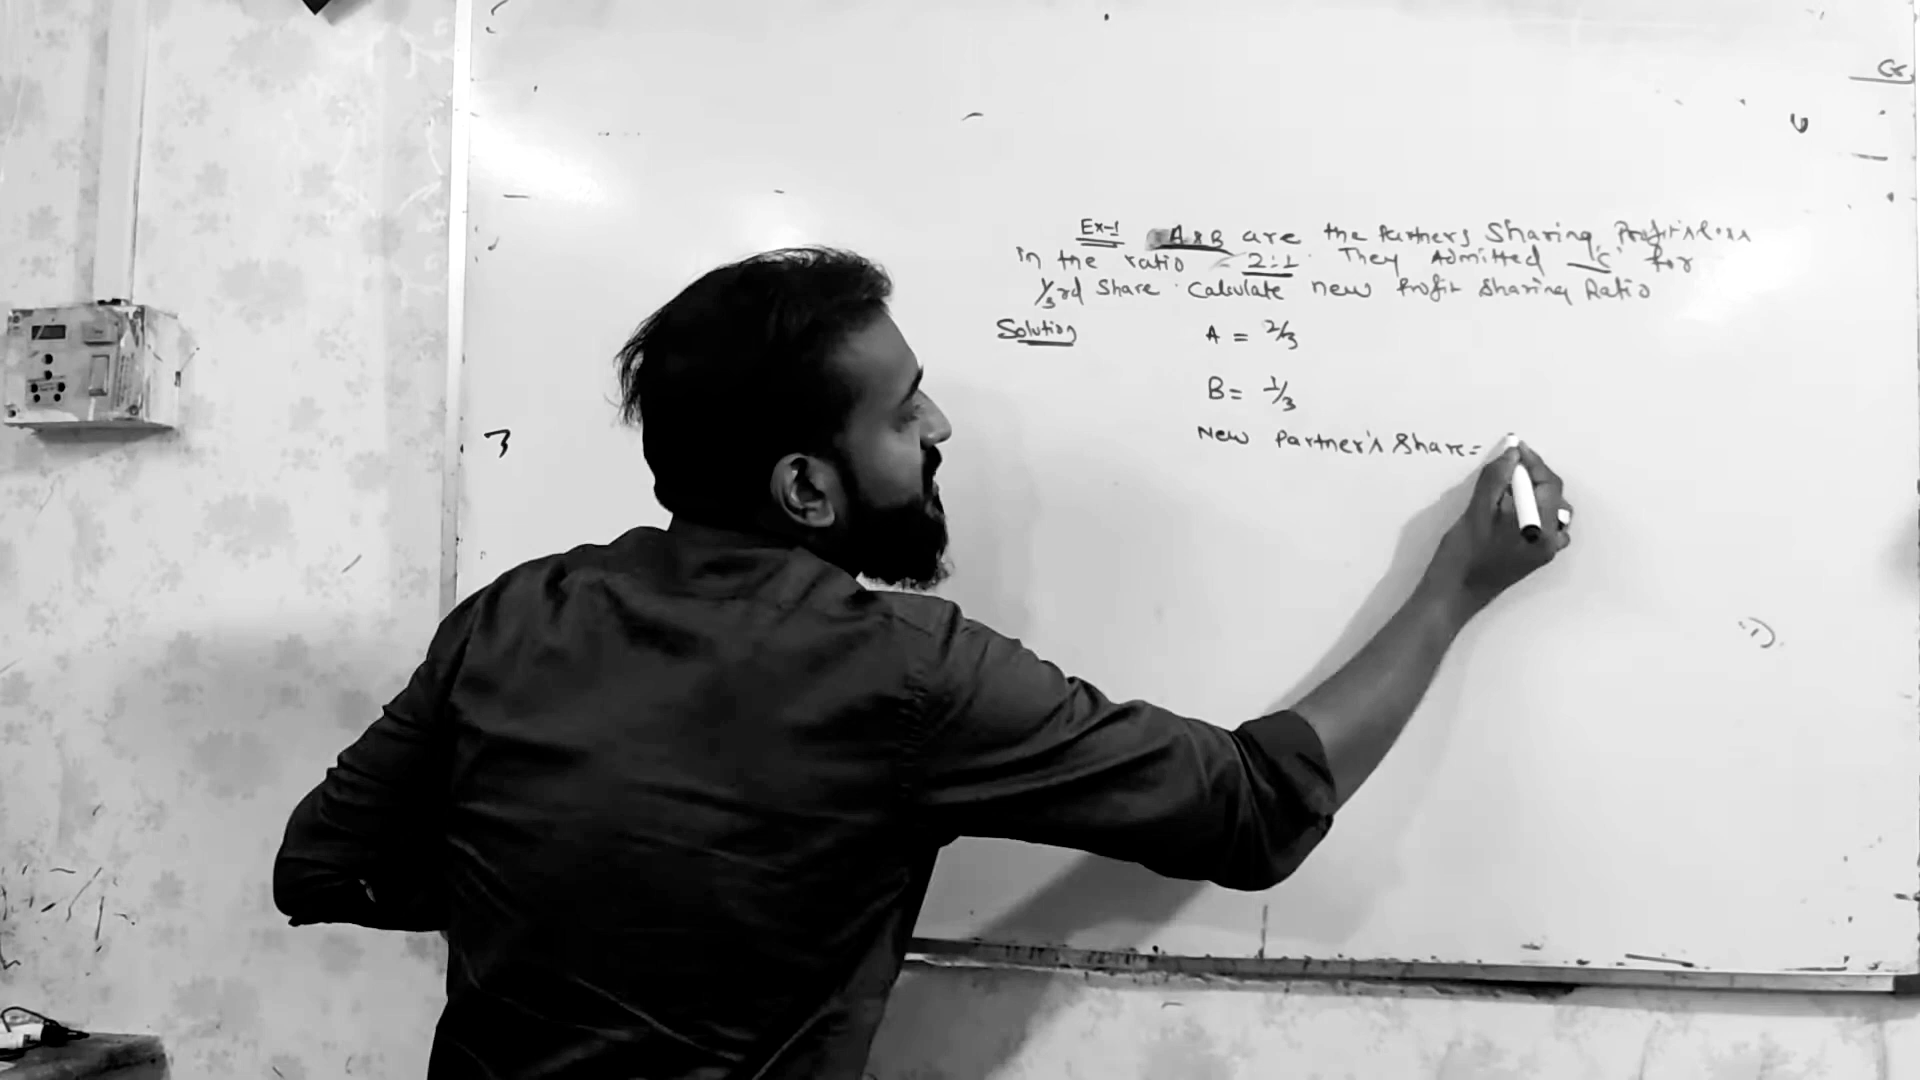 Ex-1 A & B are the Partners Sharing Profits & Loss
in the ratio - 2:1. They Admitted 'C' for
1/3rd Share. Calculate new Profit Sharing Ratio
Solution
A = 2/3
B = 1/3
New Partner's Share =